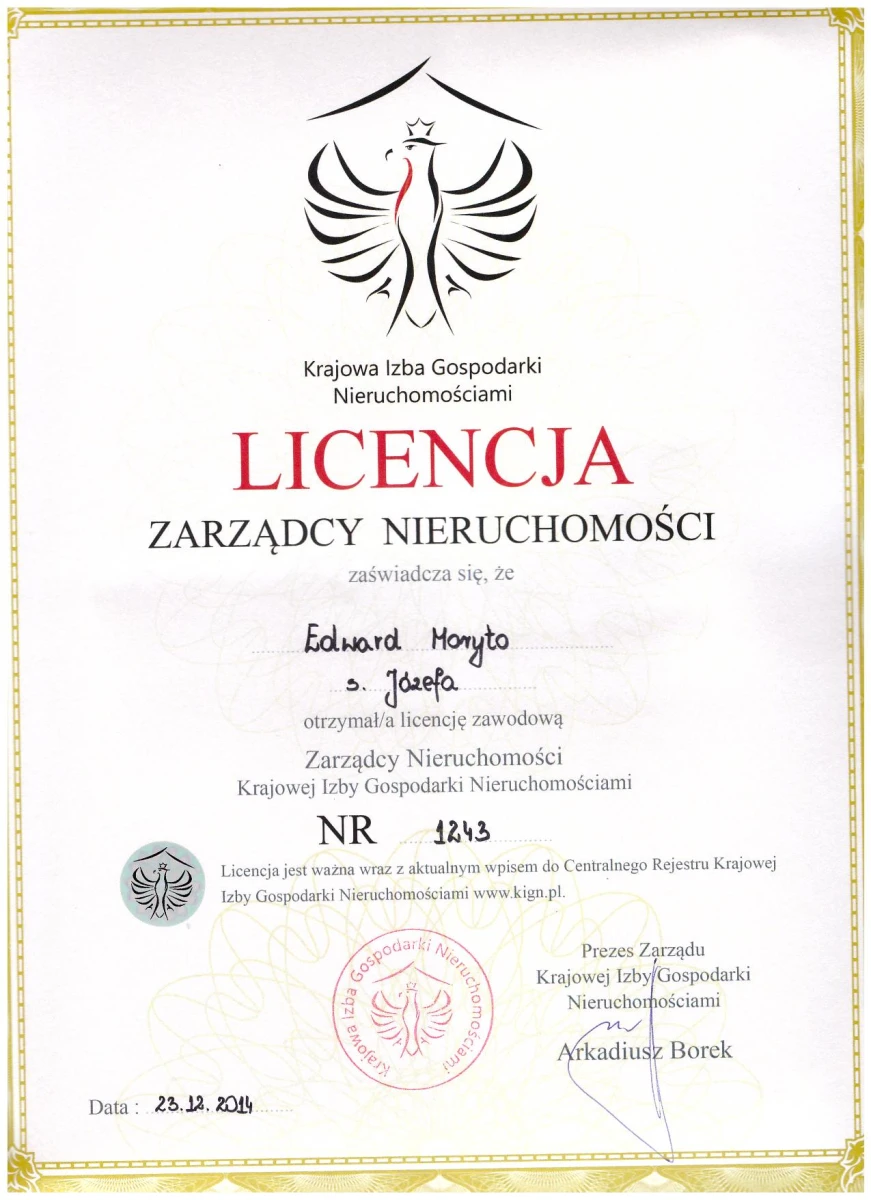 Krajowa Izba Gospodarki
Nieruchomościami
LICENCJA
ZARZĄDCY NIERUCHOMOŚCI
zaświadcza się, że
Edward Moryto
s. Józefa
otrzymał/a licencję zawodową
Zarządcy Nieruchomości
Krajowej Izby Gospodarki Nieruchomościami
NR 1243
Licencja jest ważna wraz z aktualnym wpisem do Centralnego Rejestru Krajowej
Izby Gospodarki Nieruchomościami www.kign.pl.
Krajowa Izba Gospodarki Nieruchomościami
Prezes Zarządu
Krajowej Izby Gospodarki
Nieruchomościami
Arkadiusz Borek
Data : 23.12.2014